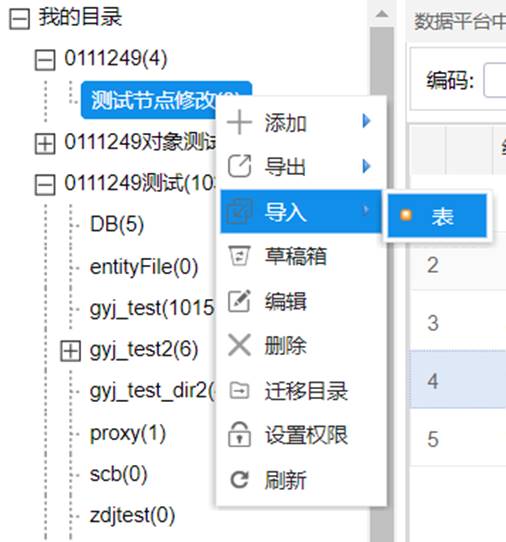 我的目录
0111249(4)
测试节点修改
0111249对象测试
0111249测试(10
DB(5)
entityFile(0)
gyj_test(1015
gyj_test2(6)
gyj_test_dir2(
proxy(1)
scb(0)
zdjtest(0)
添加
导出
导入
草稿箱
编辑
删除
迁移目录
设置权限
刷新
表
数据平台中
编码:
2
3
4
5